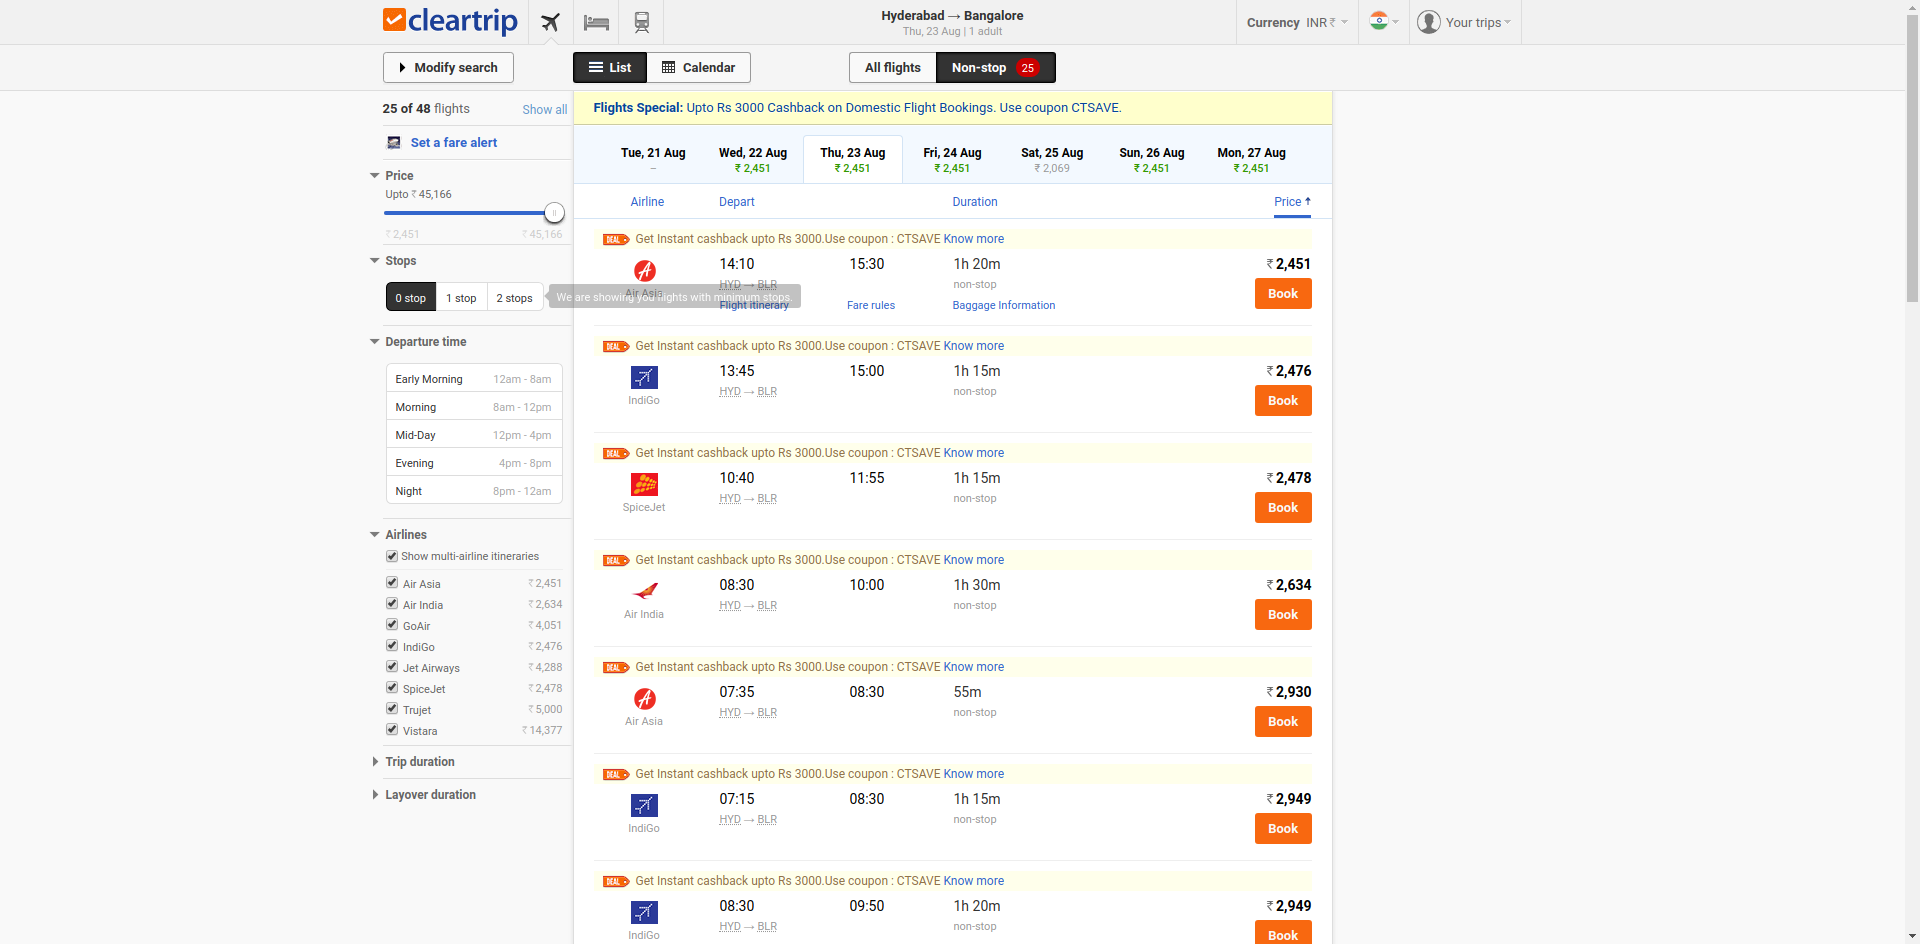 cleartrip
Hyderabad → Bangalore
Thu, 23 Aug | 1 adult
Currency INR ₹
Your trips
Modify search
List
Calendar
All flights
Non-stop 25
25 of 48 flights
Show all
Set a fare alert
Price
Upto ₹ 45,166
₹ 2,451 ₹ 45,166
Stops
0 stop 1 stop 2 stops
We are showing you flights with minimum stops.
Departure time
Early Morning 12am - 8am
Morning 8am - 12pm
Mid-Day 12pm - 4pm
Evening 4pm - 8pm
Night 8pm - 12am
Airlines
Show multi-airline itineraries
Air Asia ₹ 2,451
Air India ₹ 2,634
GoAir ₹ 4,051
IndiGo ₹ 2,476
Jet Airways ₹ 4,288
SpiceJet ₹ 2,478
Trujet ₹ 5,000
Vistara ₹ 14,377
Trip duration
Layover duration
Flights Special: Upto Rs 3000 Cashback on Domestic Flight Bookings. Use coupon CTSAVE.
Tue, 21 Aug Wed, 22 Aug Thu, 23 Aug Fri, 24 Aug Sat, 25 Aug Sun, 26 Aug Mon, 27 Aug
– ₹ 2,451 ₹ 2,451 ₹ 2,451 ₹ 2,069 ₹ 2,451 ₹ 2,451
Airline Depart Duration Price ↑
DEAL Get Instant cashback upto Rs 3000.Use coupon : CTSAVE Know more
14:10 15:30 1h 20m ₹ 2,451
HYD → BLR non-stop
Air Asia
Book
Flight itinerary Fare rules Baggage Information
DEAL Get Instant cashback upto Rs 3000.Use coupon : CTSAVE Know more
13:45 15:00 1h 15m ₹ 2,476
HYD → BLR non-stop
IndiGo
Book
DEAL Get Instant cashback upto Rs 3000.Use coupon : CTSAVE Know more
10:40 11:55 1h 15m ₹ 2,478
HYD → BLR non-stop
SpiceJet
Book
DEAL Get Instant cashback upto Rs 3000.Use coupon : CTSAVE Know more
08:30 10:00 1h 30m ₹ 2,634
HYD → BLR non-stop
Air India
Book
DEAL Get Instant cashback upto Rs 3000.Use coupon : CTSAVE Know more
07:35 08:30 55m ₹ 2,930
HYD → BLR non-stop
Air Asia
Book
DEAL Get Instant cashback upto Rs 3000.Use coupon : CTSAVE Know more
07:15 08:30 1h 15m ₹ 2,949
HYD → BLR non-stop
IndiGo
Book
DEAL Get Instant cashback upto Rs 3000.Use coupon : CTSAVE Know more
08:30 09:50 1h 20m ₹ 2,949
HYD → BLR non-stop
IndiGo
Book